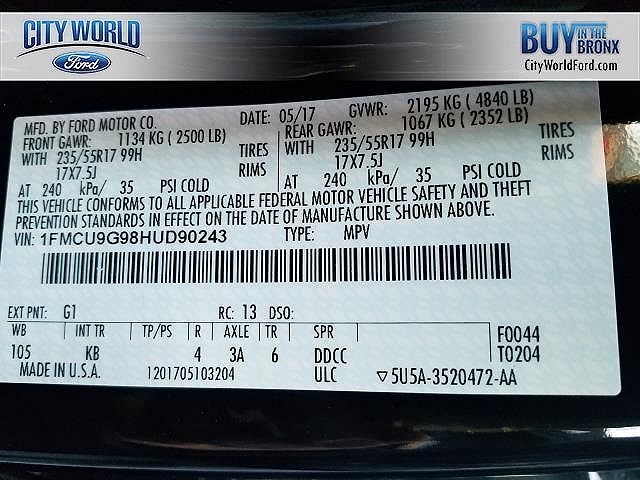 CITY WORLD
Ford
BUY IN THE BRONX
CityWorldFord.com
MFD. BY FORD MOTOR CO. DATE: 05/17 GVWR: 2195 KG ( 4840 LB)
FRONT GAWR: 1134 KG ( 2500 LB) REAR GAWR: 1067 KG ( 2352 LB)
WITH 235/55R17 99H TIRES WITH 235/55R17 99H TIRES
17X7.5J RIMS 17X7.5J RIMS
AT 240 kPa/ 35 PSI COLD AT 240 kPa/ 35 PSI COLD
THIS VEHICLE CONFORMS TO ALL APPLICABLE FEDERAL MOTOR VEHICLE SAFETY AND THEFT
PREVENTION STANDARDS IN EFFECT ON THE DATE OF MANUFACTURE SHOWN ABOVE.
VIN: 1FMCU9G98HUD90243 TYPE: MPV
EXT PNT: G1 RC: 13 DSO:
WB INT TR TP/PS R AXLE TR SPR F0044
105 KB 4 3A 6 DDCC T0204
MADE IN U.S.A. 1201705103204 ULC ▽5U5A-3520472-AA